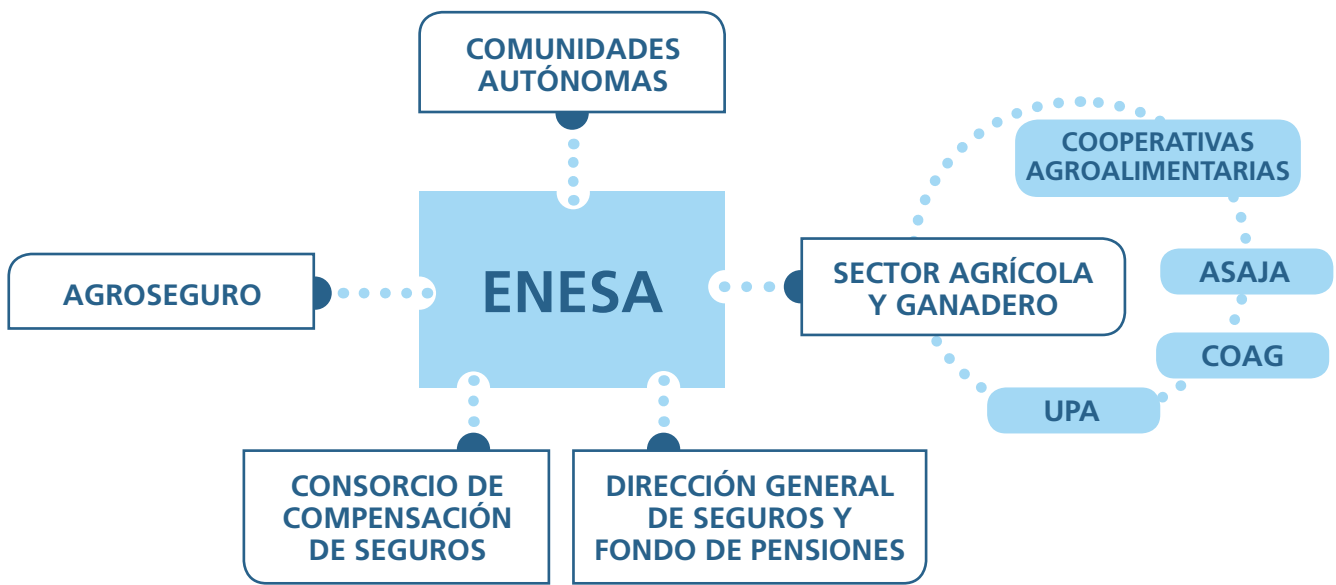 COMUNIDADES
AUTÓNOMAS
COOPERATIVAS
AGROALIMENTARIAS
AGROSEGURO
ENESA
SECTOR AGRÍCOLA
Y GANADERO
ASAJA
COAG
UPA
CONSORCIO DE
COMPENSACIÓN
DE SEGUROS
DIRECCIÓN GENERAL
DE SEGUROS Y
FONDO DE PENSIONES